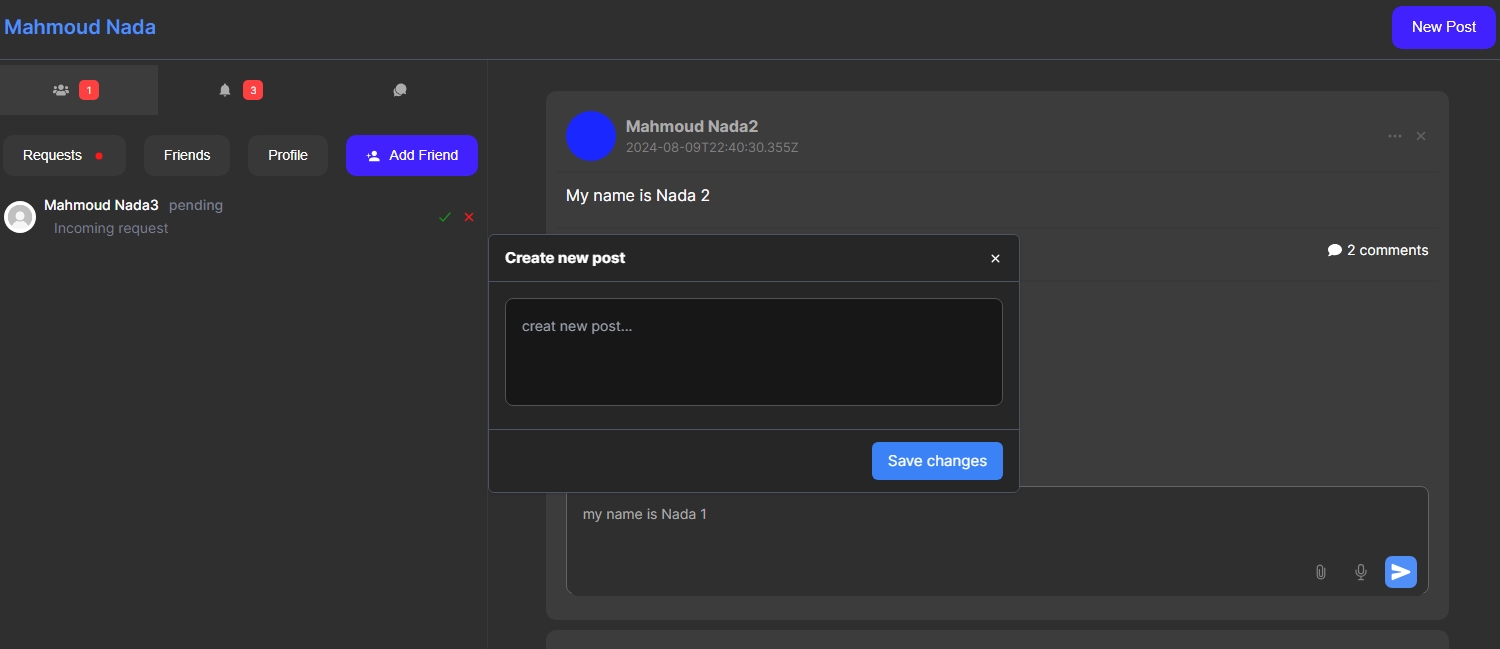 Mahmoud Nada
New Post
1
3
Requests
Friends
Profile
Add Friend
Mahmoud Nada3 pending
Incoming request
Mahmoud Nada2
2024-08-09T22:40:30.355Z
My name is Nada 2
2 comments
Create new post
creat new post...
Save changes
my name is Nada 1